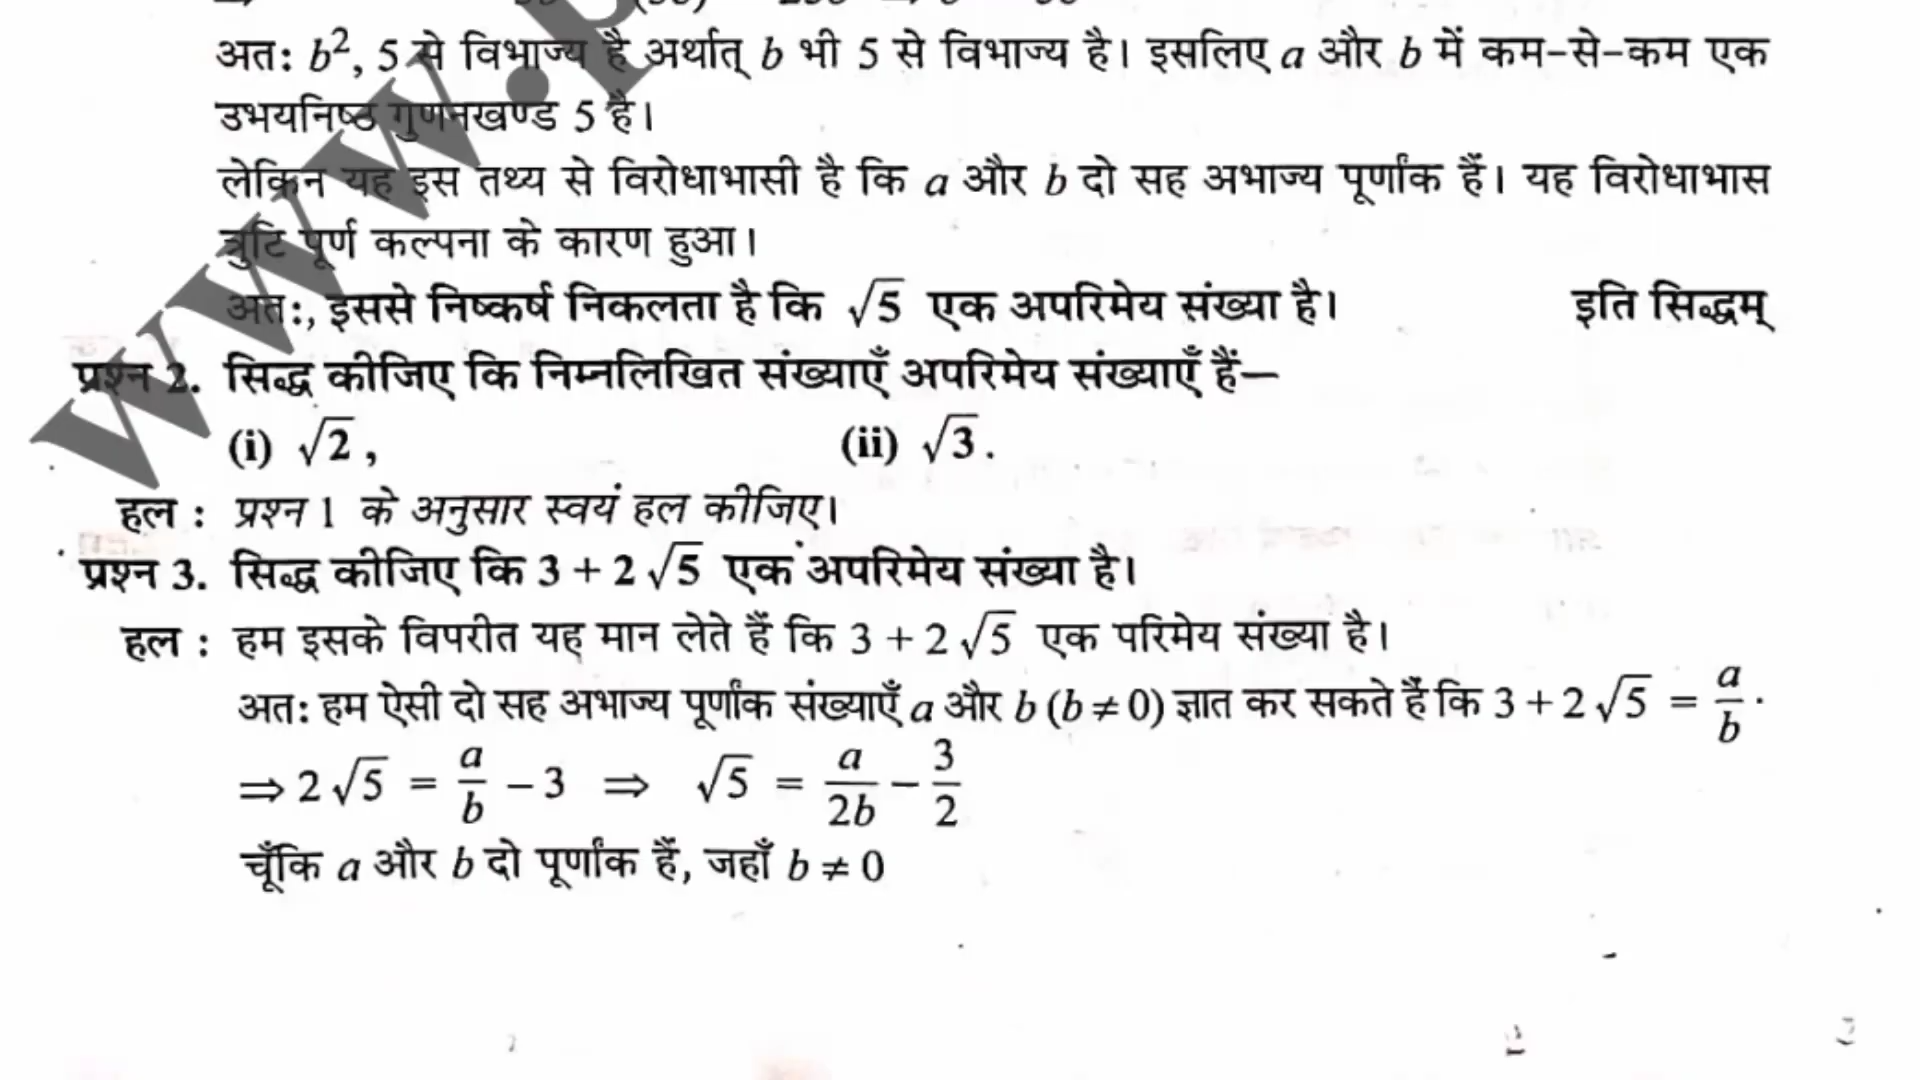 अत: b², 5 से विभाज्य है अर्थात् b भी 5 से विभाज्य है। इसलिए a और b में कम-से-कम एक
उभयनिष्ठ गुणनखण्ड 5 है।
लेकिन यह इस तथ्य से विरोधाभासी है कि a और b दो सह अभाज्य पूर्णांक हैं। यह विरोधाभास
त्रुटि पूर्ण कल्पना के कारण हुआ।
अत:, इससे निष्कर्ष निकलता है कि √5 एक अपरिमेय संख्या है। इति सिद्धम्
प्रश्न 2. सिद्ध कीजिए कि निम्नलिखित संख्याएँ अपरिमेय संख्याएँ हैं—
(i) √2, (ii) √3.
हल : प्रश्न 1 के अनुसार स्वयं हल कीजिए।
प्रश्न 3. सिद्ध कीजिए कि 3 + 2√5 एक अपरिमेय संख्या है।
हल : हम इसके विपरीत यह मान लेते हैं कि 3 + 2√5 एक परिमेय संख्या है।
अत: हम ऐसी दो सह अभाज्य पूर्णांक संख्याएँ a और b (b ≠ 0) ज्ञात कर सकते हैं कि 3 + 2√5 = a/b.
⇒ 2√5 = a/b − 3 ⇒ √5 = a/2b − 3/2
चूँकि a और b दो पूर्णांक हैं, जहाँ b ≠ 0
www.